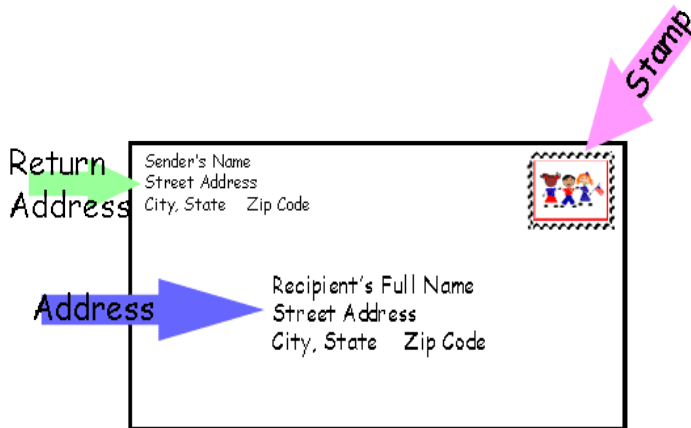 Stamp
Return
Address
Sender's Name
Street Address
City, State Zip Code
Address
Recipient's Full Name
Street Address
City, State Zip Code